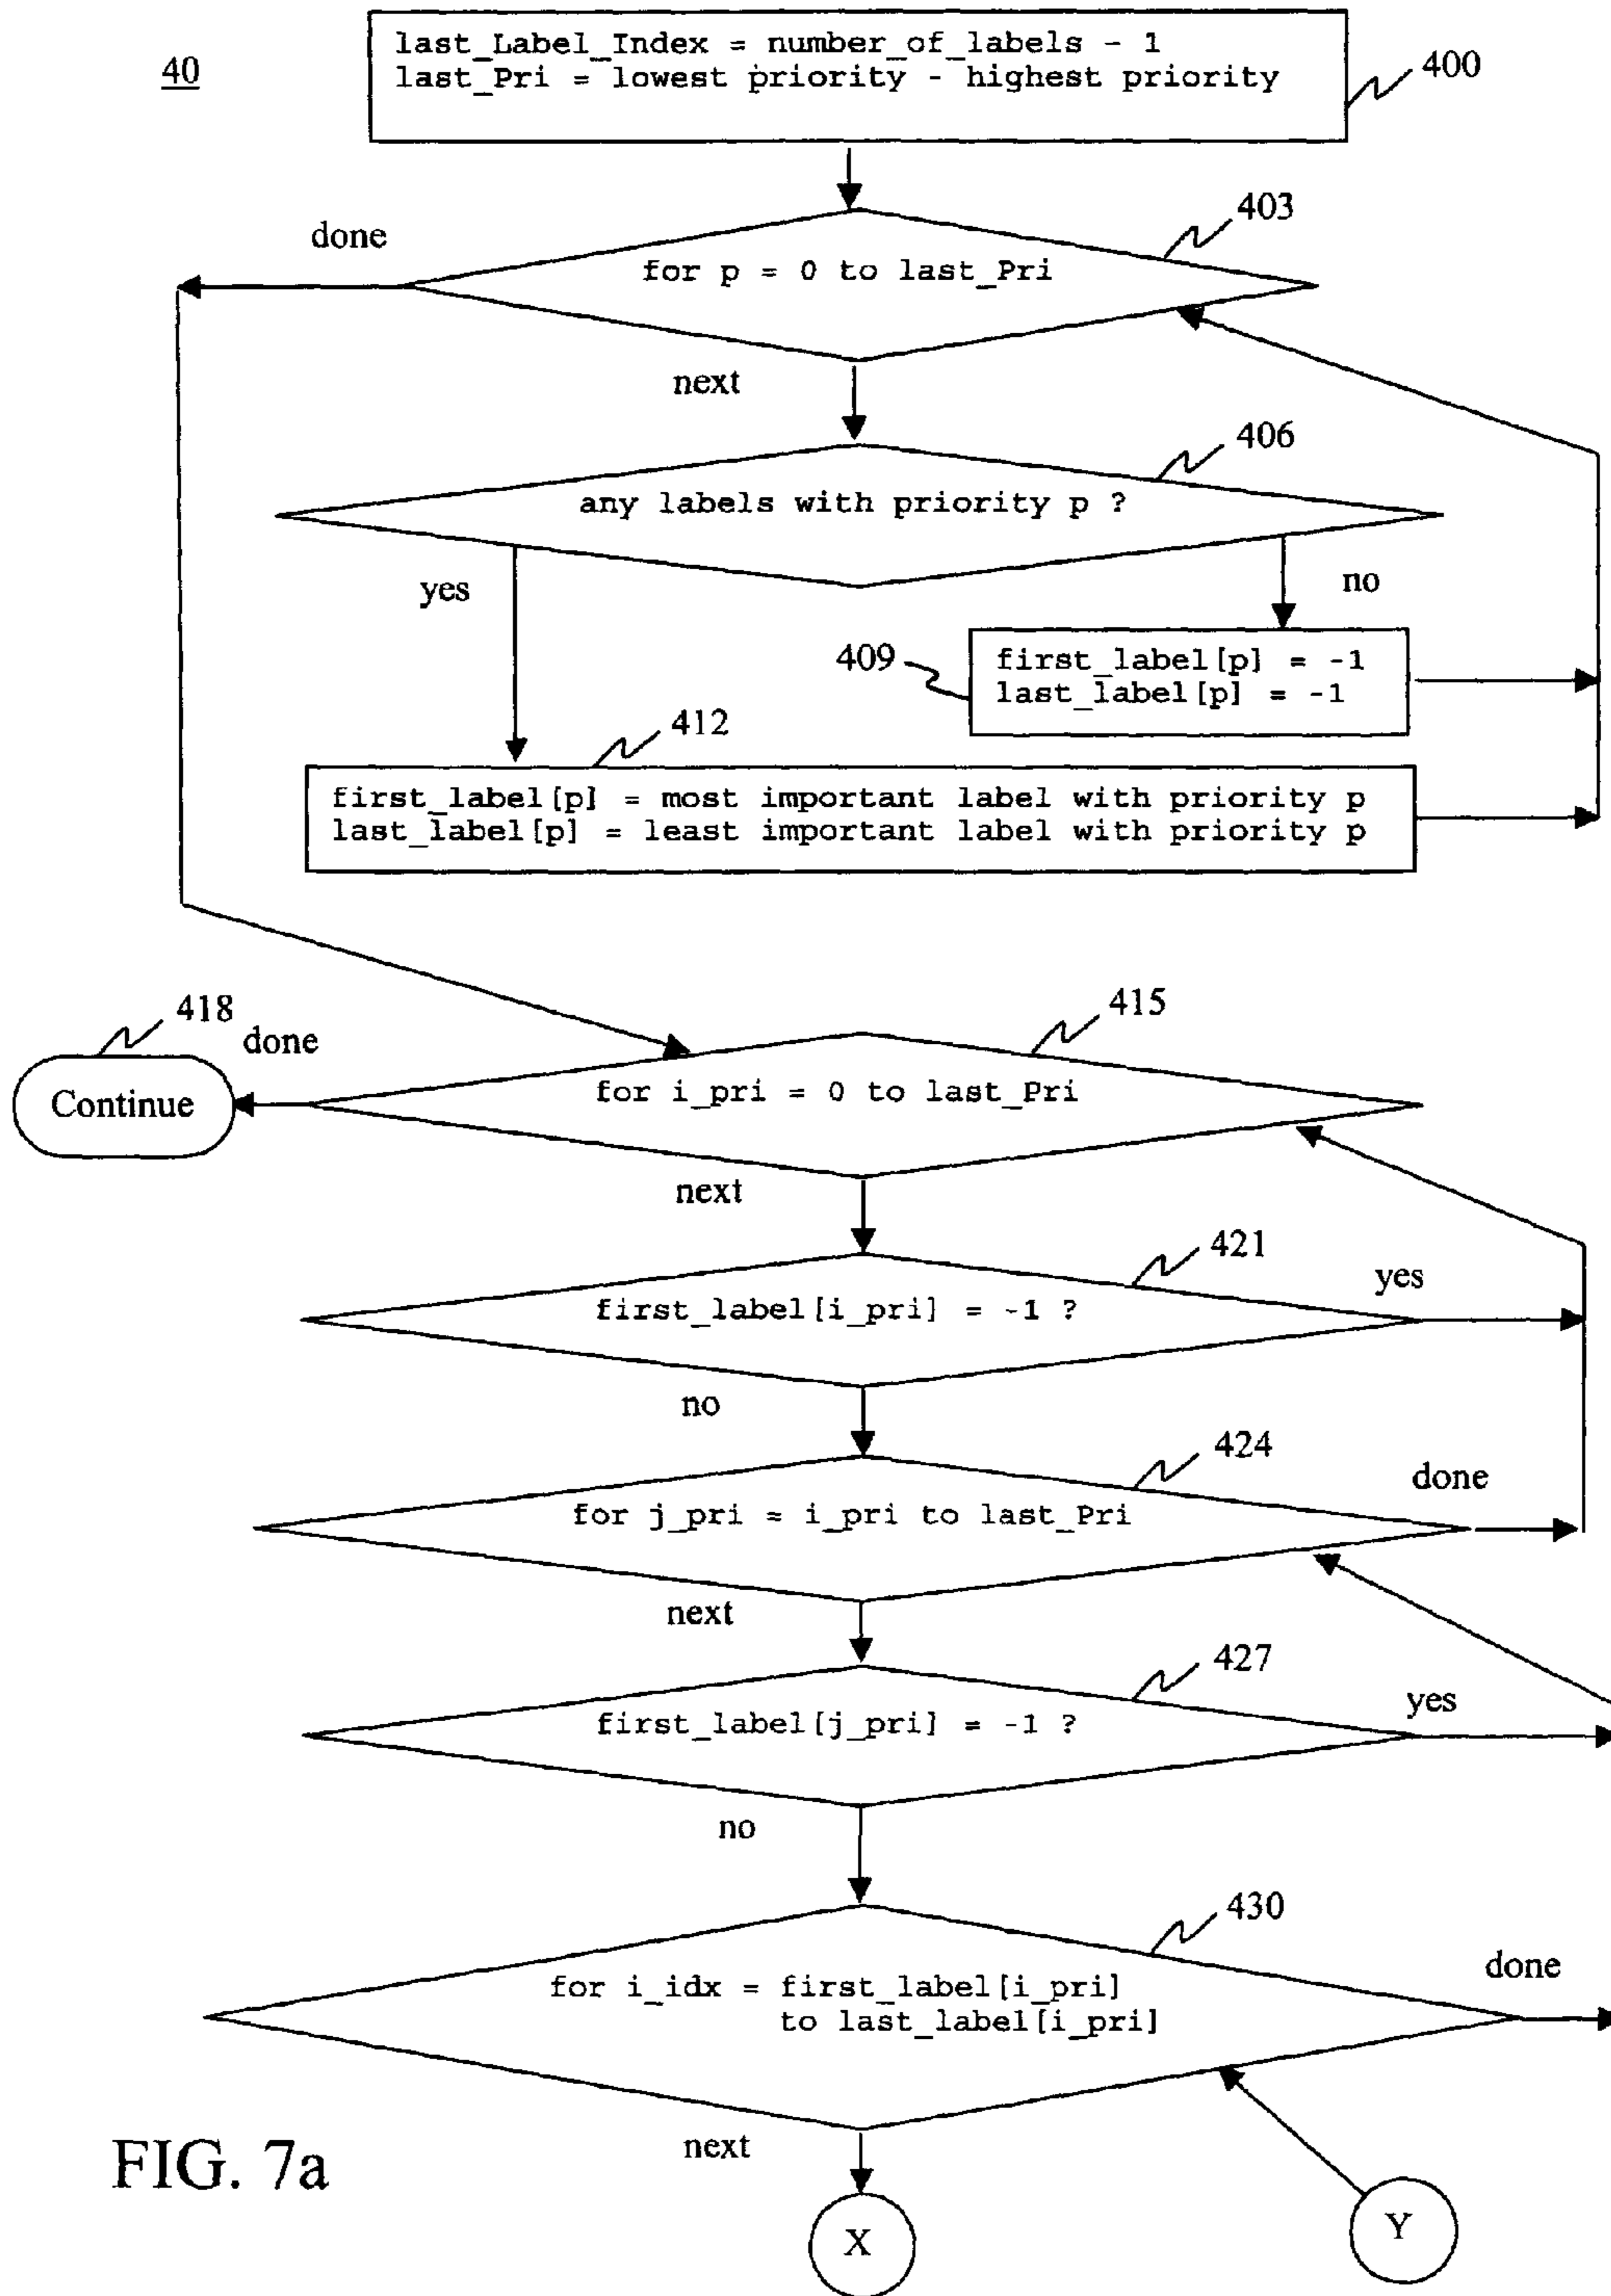 40
last_Label_Index = number_of_labels - 1
last_Pri = lowest priority - highest priority
400
403
done
for p = 0 to last_Pri
next
406
any labels with priority p ?
yes
no
409
first_label[p] = -1
last_label[p] = -1
412
first_label[p] = most important label with priority p
last_label[p] = least important label with priority p
418
done
415
Continue
for i_pri = 0 to last_Pri
next
421
yes
first_label[i_pri] = -1 ?
no
424
done
for j_pri = i_pri to last_Pri
next
427
yes
first_label[j_pri] = -1 ?
no
430
done
for i_idx = first_label[i_pri]
to last_label[i_pri]
next
FIG. 7a
X
Y